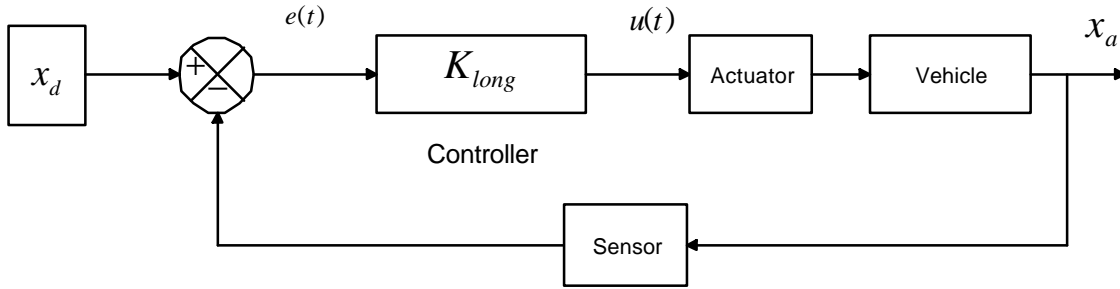 e(t)
u(t)
x_a
x_d
+
−
K_long
Actuator
Vehicle
Controller
Sensor